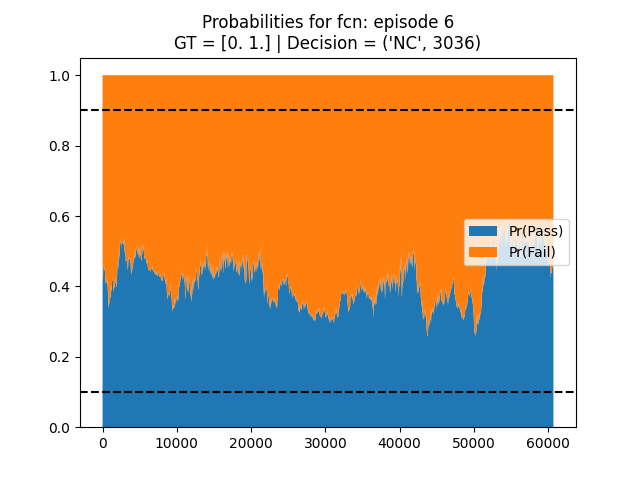 Probabilities for fcn: episode 6
GT = [0. 1.] | Decision = ('NC', 3036)
1.0
0.8
0.6
0.4
0.2
0.0
Pr(Pass)
Pr(Fail)
0 10000 20000 30000 40000 50000 60000